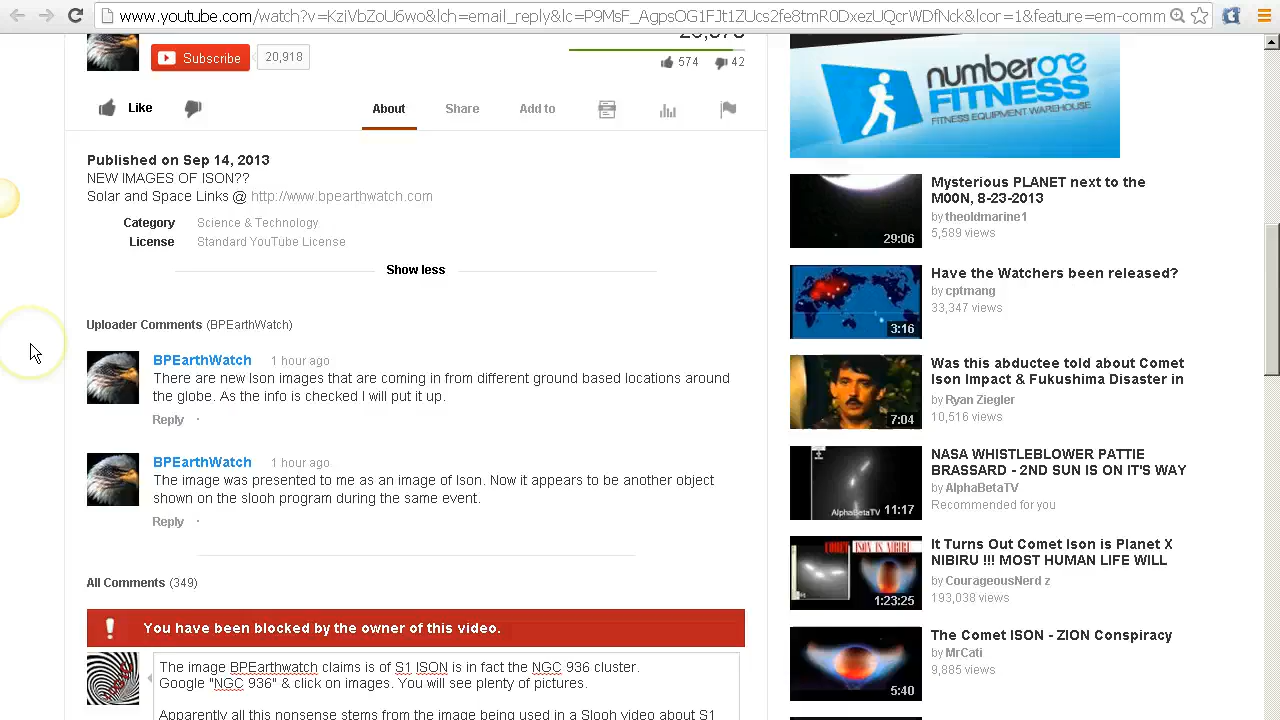 www.youtube.com/watch?v=KzVbZoU6wo&lch=email_reply&m=
Subscribe 20,918
574 42
Like
About
Share
Add to
Published on Sep 14, 2013
NEW IMAGES OF ISON??
Solar and Space Links @
Category Science & Technology
License Standard YouTube License
Show less
Uploader Comments (BPEarthWatch)
BPEarthWatch 1 hour ago
There are new Ison images that are coming in from different ground based locations around
the globe. As the info is checked I will put it up.
Reply ·
BPEarthWatch 1 hour ago
The image was presented to me as an image of Ison. Now it appears to be another object
shown on the slooh program during the same event.
Reply ·
All Comments (349)
You have been blocked by the owner of this video.
The image BPEarthwatch claims is of S1 ISON is in fact the NGC 936 cluster.
Google "NGC 936" & click on images. You will see plenty of pictures.
Apparently all this nonsense stems from the image being used in a Slooh video about S1
numberone
FITNESS
FITNESS EQUIPMENT WAREHOUSE
Mysterious PLANET next to the
M00N, 8-23-2013
by theoldmarine1
5,589 views
29:06
Have the Watchers been released?
by cptmang
33,347 views
3:16
Was this abductee told about Comet
Ison Impact & Fukushima Disaster in
by Ryan Ziegler
10,516 views
7:04
NASA WHISTLEBLOWER PATTIE
BRASSARD - 2ND SUN IS ON IT'S WAY
by AlphaBetaTV
Recommended for you
AlphaBetaTV 11:17
It Turns Out Comet Ison is Planet X
NIBIRU !!! MOST HUMAN LIFE WILL
by CourageousNerd z
193,038 views
COMET ISON IS NIBIRU
1:23:25
The Comet ISON - ZION Conspiracy
by MrCati
9,885 views
5:40